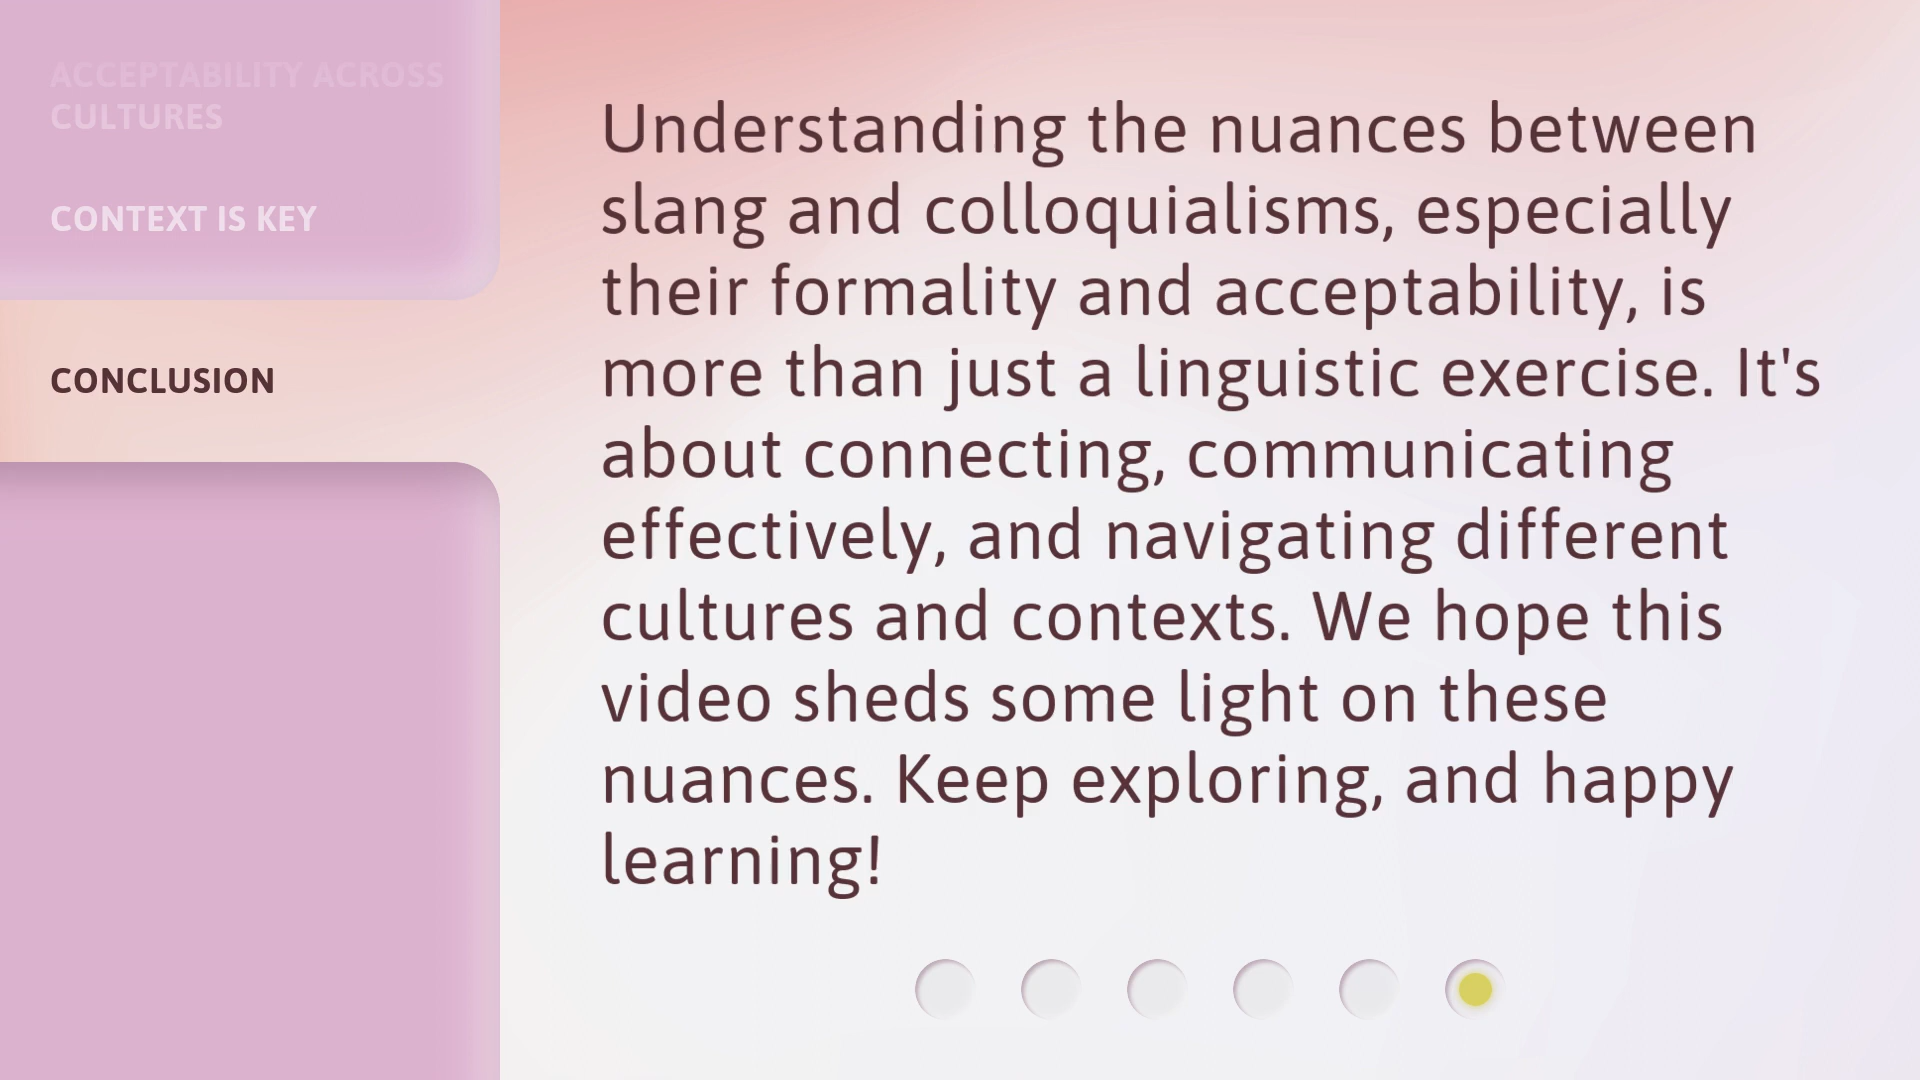 ACCEPTABILITY ACROSS
CULTURES
CONTEXT IS KEY
CONCLUSION
Understanding the nuances between
slang and colloquialisms, especially
their formality and acceptability, is
more than just a linguistic exercise. It's
about connecting, communicating
effectively, and navigating different
cultures and contexts. We hope this
video sheds some light on these
nuances. Keep exploring, and happy
learning!